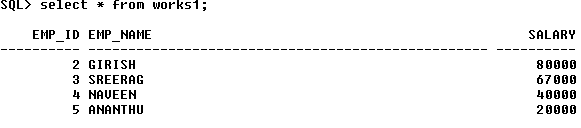 SQL> select * from works1;
EMP_ID EMP_NAME SALARY
---------- -------------------------------------------------- ----------
2 GIRISH 80000
3 SREERAG 67000
4 NAVEEN 40000
5 ANANTHU 20000